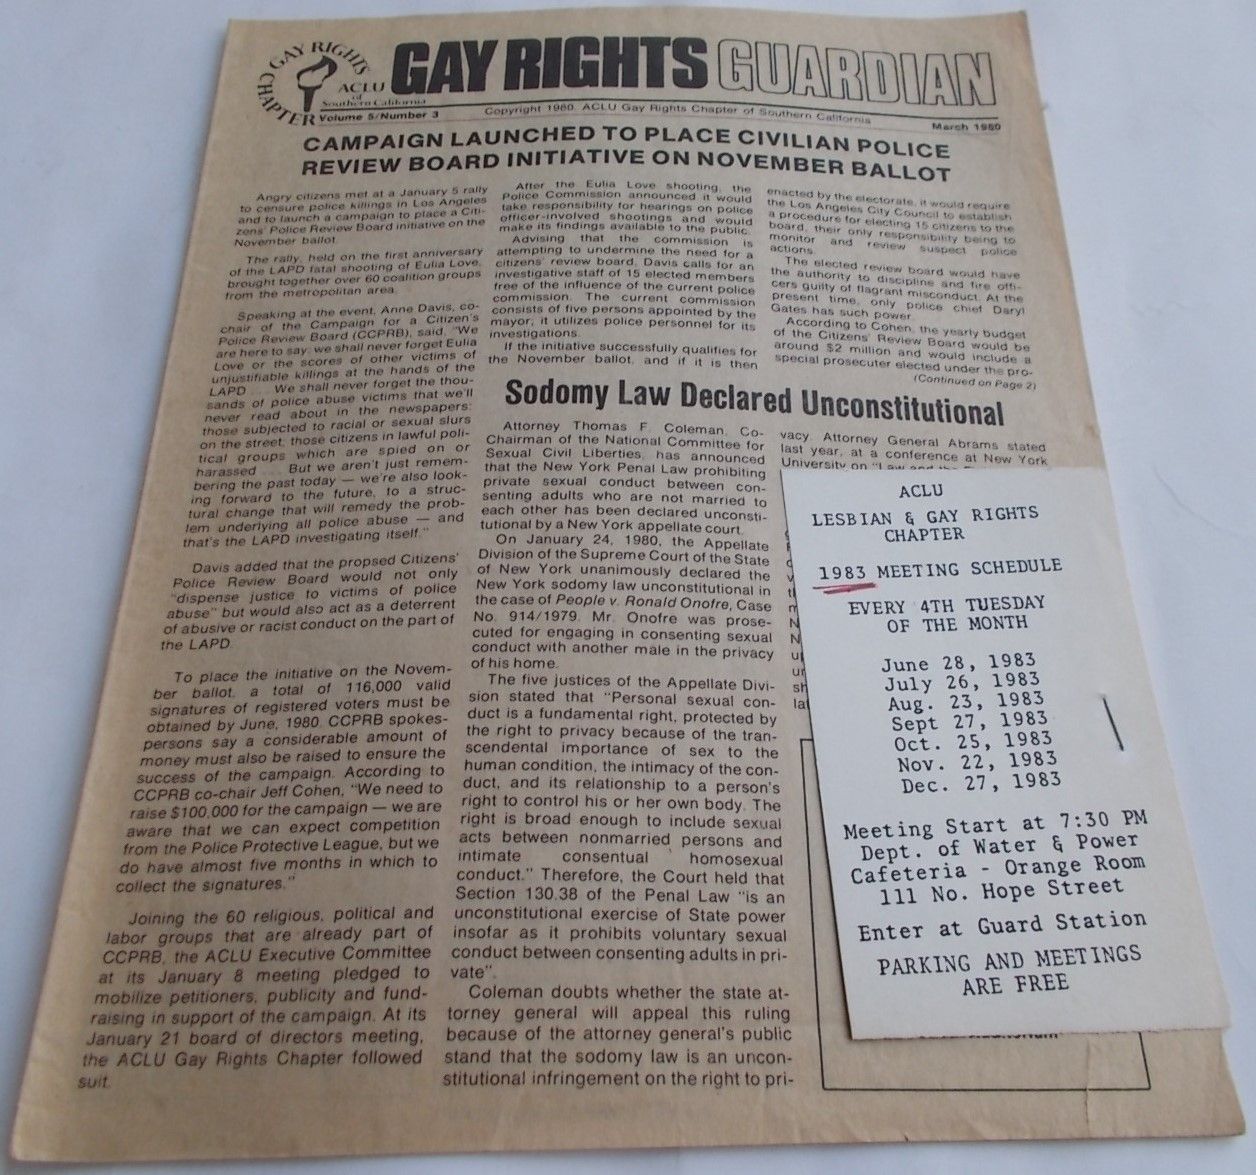 GAY RIGHTS
CHAPTER
ACLU
of
Southern California
GAY RIGHTS GUARDIAN
Volume 5/Number 3
Copyright 1980. ACLU Gay Rights Chapter of Southern California
March 1980
CAMPAIGN LAUNCHED TO PLACE CIVILIAN POLICE
REVIEW BOARD INITIATIVE ON NOVEMBER BALLOT
Angry citizens met at a January 5 rally
to censure police killings in Los Angeles
and to launch a campaign to place a Citi-
zens' Police Review Board initiative on the
November ballot.
The rally, held on the first anniversary
of the LAPD fatal shooting of Eulia Love,
brought together over 60 coalition groups
from the metropolitan area.
Speaking at the event, Anne Davis, co-
chair of the Campaign for a Citizen's
Police Review Board (CCPRB), said, "We
are here to say, we shall never forget Eulia
Love or the scores of other victims of
unjustifiable killings at the hands of the
LAPD . . . We shall never forget the thou-
sands of police abuse victims that we'll
never read about in the newspapers:
those subjected to racial or sexual slurs
on the street, those citizens in lawful poli-
tical groups which are spied on or
harassed . . . But we aren't just remem-
bering the past today — we're also look-
ing forward to the future, to a struc-
tural change that will remedy the prob-
lem underlying all police abuse — and
that's the LAPD investigating itself."
Davis added that the propsed Citizens'
Police Review Board would not only
"dispense justice to victims of police
abuse" but would also act as a deterrent
of abusive or racist conduct on the part of
the LAPD.
To place the initiative on the Novem-
ber ballot, a total of 116,000 valid
signatures of registered voters must be
obtained by June, 1980. CCPRB spokes-
persons say a considerable amount of
money must also be raised to ensure the
success of the campaign. According to
CCPRB co-chair Jeff Cohen, "We need to
raise $100,000 for the campaign — we are
aware that we can expect competition
from the Police Protective League, but we
do have almost five months in which to
collect the signatures."
Joining the 60 religious, political and
labor groups that are already part of
CCPRB, the ACLU Executive Committee
at its January 8 meeting pledged to
mobilize petitioners, publicity and fund-
raising in support of the campaign. At its
January 21 board of directors meeting,
the ACLU Gay Rights Chapter followed
suit.
After the Eulia Love shooting, the
Police Commission announced it would
take responsibility for hearings on police
officer-involved shootings and would
make its findings available to the public.
Advising that the commission is
attempting to undermine the need for a
citizens' review board, Davis calls for an
investigative staff of 15 elected members
free of the influence of the current police
commission. The current commission
consists of five persons appointed by the
mayor; it utilizes police personnel for its
investigations.
If the initiative successfully qualifies for
the November ballot, and if it is then
enacted by the electorate, it would require
the Los Angeles City Council to establish
a procedure for electing 15 citizens to the
board, their only responsibility being to
monitor and review suspect police
actions.
The elected review board would have
the authority to discipline and fire offi-
cers guilty of flagrant misconduct. At the
present time, only police chief Daryl
Gates has such power.
According to Cohen, the yearly budget
of the Citizens' Review Board would be
around $2 million and would include a
special prosecuter elected under the pro-
(Continued on Page 2)
Sodomy Law Declared Unconstitutional
Attorney Thomas F. Coleman, Co-
Chairman of the National Committee for
Sexual Civil Liberties, has announced
that the New York Penal Law prohibiting
private sexual conduct between con-
senting adults who are not married to
each other has been declared unconsti-
tutional by a New York appellate court.
On January 24, 1980, the Appellate
Division of the Supreme Court of the State
of New York unanimously declared the
New York sodomy law unconstitutional in
the case of People v. Ronald Onofre, Case
No. 914/1979. Mr. Onofre was prose-
cuted for engaging in consenting sexual
conduct with another male in the privacy
of his home.
The five justices of the Appellate Divi-
sion stated that "Personal sexual con-
duct is a fundamental right, protected by
the right to privacy because of the tran-
scendental importance of sex to the
human condition, the intimacy of the con-
duct, and its relationship to a person's
right to control his or her own body. The
right is broad enough to include sexual
acts between nonmarried persons and
intimate consentual homosexual
conduct." Therefore, the Court held that
Section 130.38 of the Penal Law "is an
unconstitutional exercise of State power
insofar as it prohibits voluntary sexual
conduct between consenting adults in pri-
vate".
Coleman doubts whether the state at-
torney general will appeal this ruling
because of the attorney general's public
stand that the sodomy law is an uncon-
stitutional infringement on the right to pri-
vacy. Attorney General Abrams stated
last year, at a conference at New York
University on "Law and the
ACLU
LESBIAN & GAY RIGHTS
CHAPTER
1983 MEETING SCHEDULE
EVERY 4TH TUESDAY
OF THE MONTH
June 28, 1983
July 26, 1983
Aug. 23, 1983
Sept 27, 1983
Oct. 25, 1983
Nov. 22, 1983
Dec. 27, 1983
Meeting Start at 7:30 PM
Dept. of Water & Power
Cafeteria - Orange Room
111 No. Hope Street
Enter at Guard Station
PARKING AND MEETINGS
ARE FREE